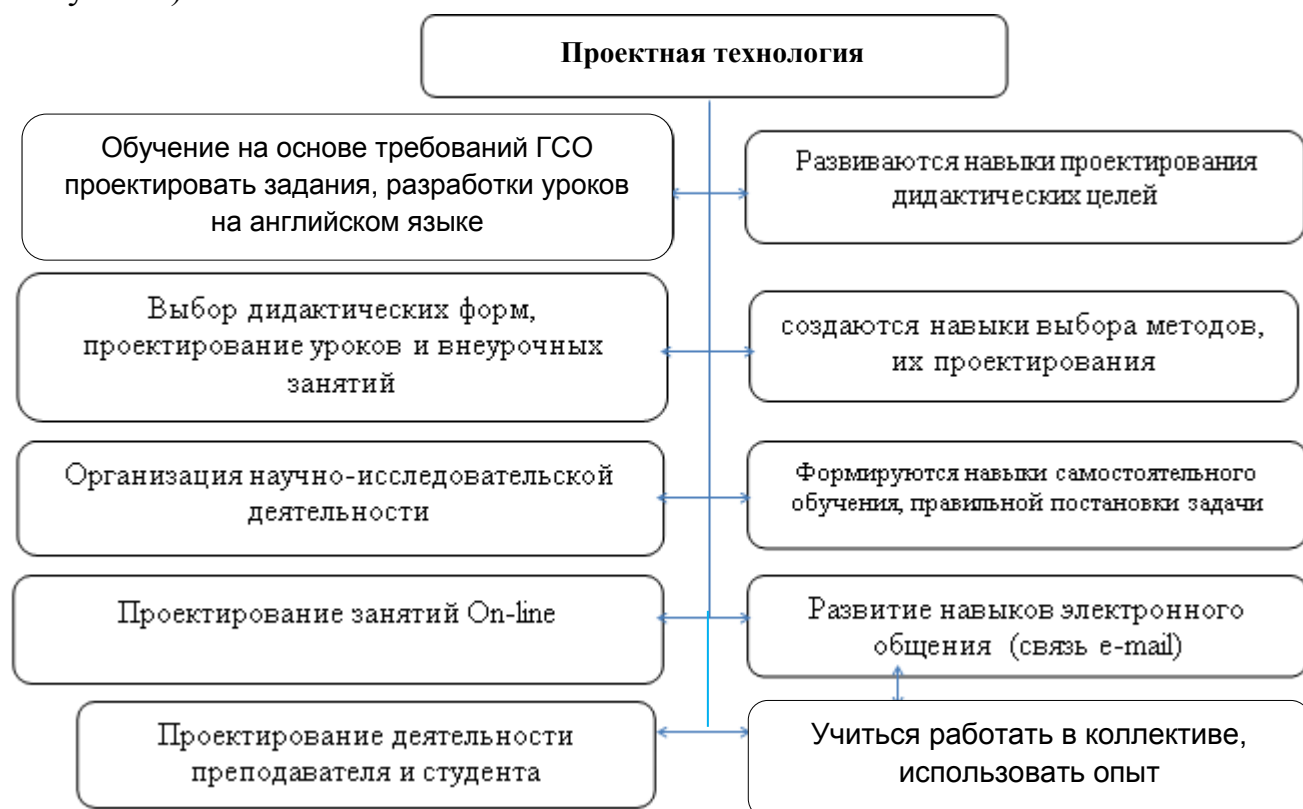 Проектная технология
Обучение на основе требований ГСО
проектировать задания, разработки уроков
на английском языке
Развиваются навыки проектирования
дидактических целей
Выбор дидактических форм,
проектирование уроков и внеурочных
занятий
создаются навыки выбора методов,
их проектирования
Организация научно-исследовательской
деятельности
Формируются навыки самостоятельного
обучения, правильной постановки задачи
Проектирование занятий On-line
Развитие навыков электронного
общения (связь e-mail)
Проектирование деятельности
преподавателя и студента
Учиться работать в коллективе,
использовать опыт